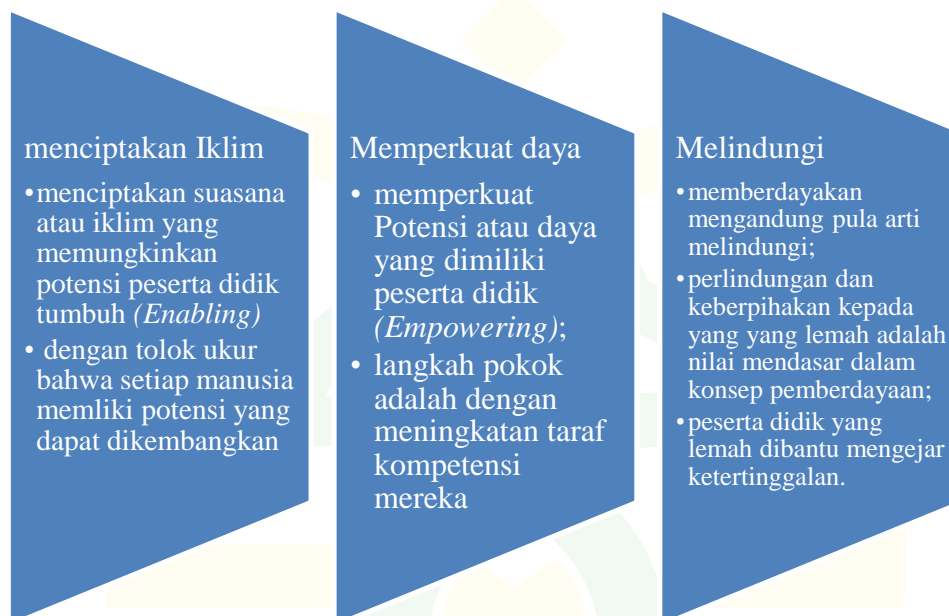 menciptakan Iklim
•menciptakan suasana
atau iklim yang
memungkinkan
potensi peserta didik
tumbuh (Enabling)
• dengan tolok ukur
bahwa setiap manusia
memliki potensi yang
dapat dikembangkan
Memperkuat daya
• memperkuat
Potensi atau daya
yang dimiliki
peserta didik
(Empowering);
• langkah pokok
adalah dengan
meningkatan taraf
kompetensi
mereka
Melindungi
•memberdayakan
mengandung pula arti
melindungi;
•perlindungan dan
keberpihakan kepada
yang yang lemah adalah
nilai mendasar dalam
konsep pemberdayaan;
•peserta didik yang
lemah dibantu mengejar
ketertinggalan.